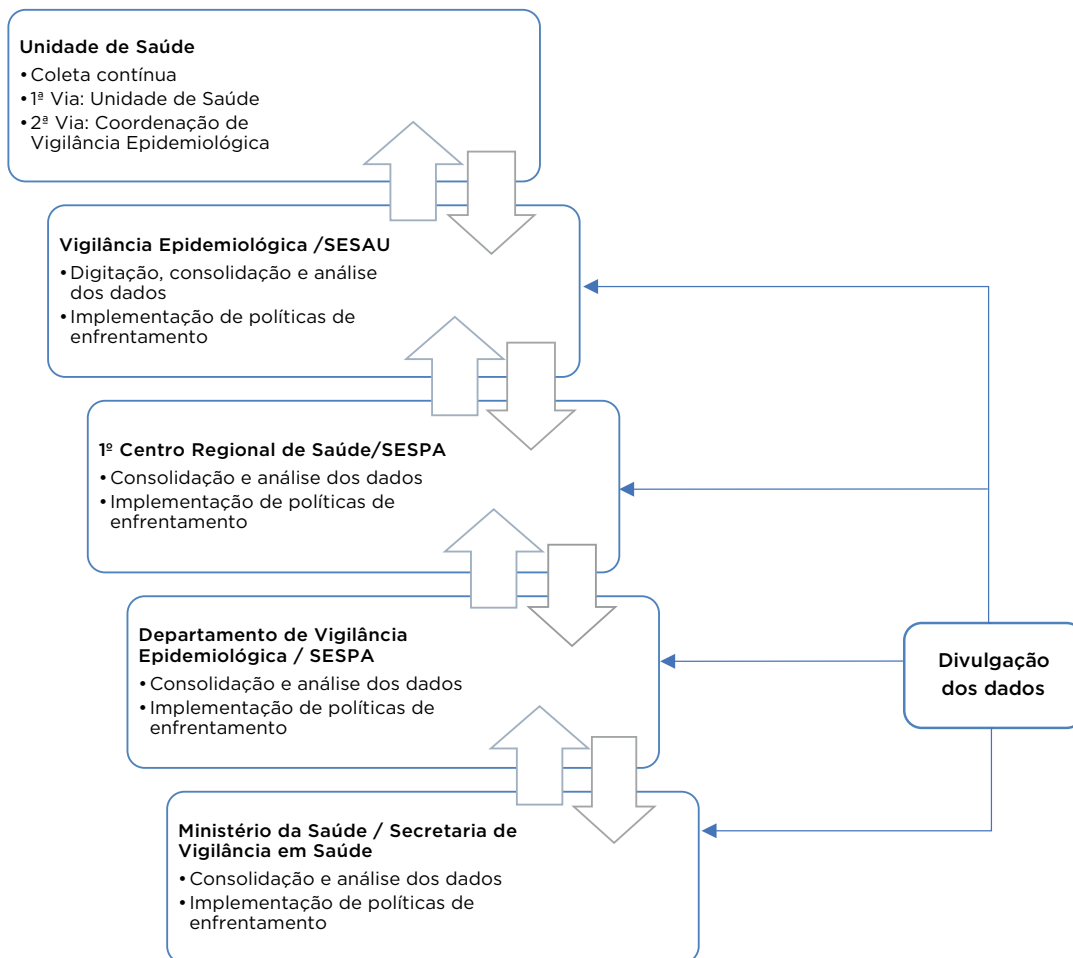 Unidade de Saúde
• Coleta contínua
• 1ª Via: Unidade de Saúde
• 2ª Via: Coordenação de
Vigilância Epidemiológica
Vigilância Epidemiológica /SESAU
• Digitação, consolidação e análise
dos dados
• Implementação de políticas de
enfrentamento
1º Centro Regional de Saúde/SESPA
• Consolidação e análise dos dados
• Implementação de políticas de
enfrentamento
Departamento de Vigilância
Epidemiológica / SESPA
• Consolidação e análise dos dados
• Implementação de políticas de
enfrentamento
Ministério da Saúde / Secretaria de
Vigilância em Saúde
• Consolidação e análise dos dados
• Implementação de políticas de
enfrentamento
Divulgação
dos dados